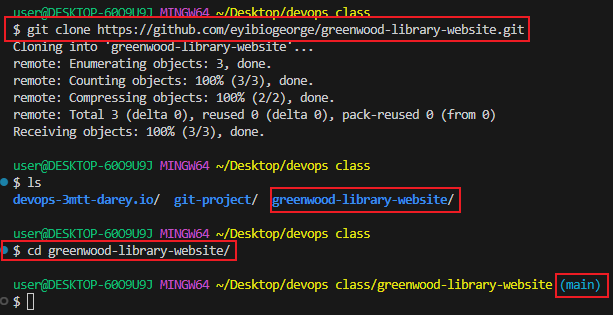 user@DESKTOP-60O9U9J MINGW64 ~/Desktop/devops class
$ git clone https://github.com/eyibiogeorge/greenwood-library-website.git
Cloning into 'greenwood-library-website'...
remote: Enumerating objects: 3, done.
remote: Counting objects: 100% (3/3), done.
remote: Compressing objects: 100% (2/2), done.
remote: Total 3 (delta 0), reused 0 (delta 0), pack-reused 0 (from 0)
Receiving objects: 100% (3/3), done.
user@DESKTOP-60O9U9J MINGW64 ~/Desktop/devops class
$ ls
devops-3mtt-darey.io/  git-project/  greenwood-library-website/
user@DESKTOP-60O9U9J MINGW64 ~/Desktop/devops class
$ cd greenwood-library-website/
user@DESKTOP-60O9U9J MINGW64 ~/Desktop/devops class/greenwood-library-website (main)
$